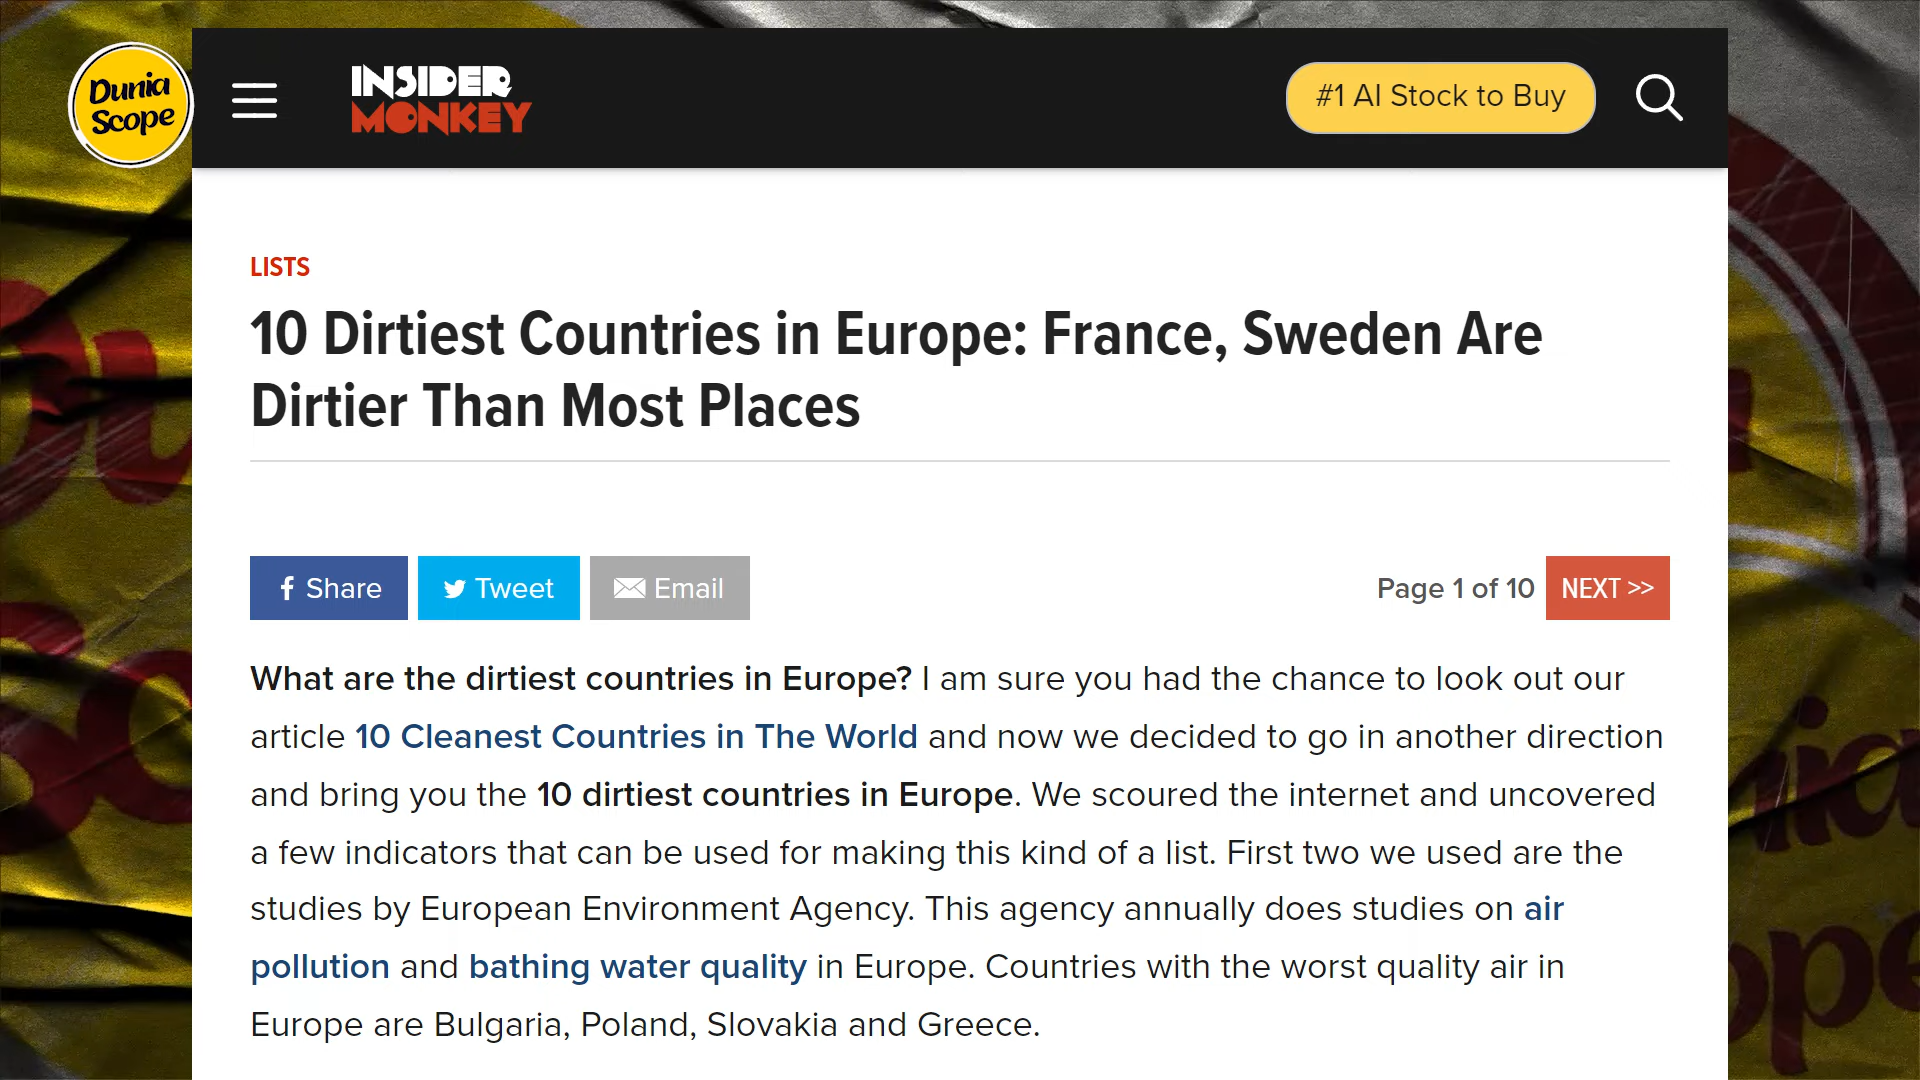 Dunia
Scope
INSIDER
MONKEY
#1 AI Stock to Buy
LISTS
10 Dirtiest Countries in Europe: France, Sweden Are
Dirtier Than Most Places
Share
Tweet
Email
Page 1 of 10
NEXT >>
What are the dirtiest countries in Europe? I am sure you had the chance to look out our
article 10 Cleanest Countries in The World and now we decided to go in another direction
and bring you the 10 dirtiest countries in Europe. We scoured the internet and uncovered
a few indicators that can be used for making this kind of a list. First two we used are the
studies by European Environment Agency. This agency annually does studies on air
pollution and bathing water quality in Europe. Countries with the worst quality air in
Europe are Bulgaria, Poland, Slovakia and Greece.